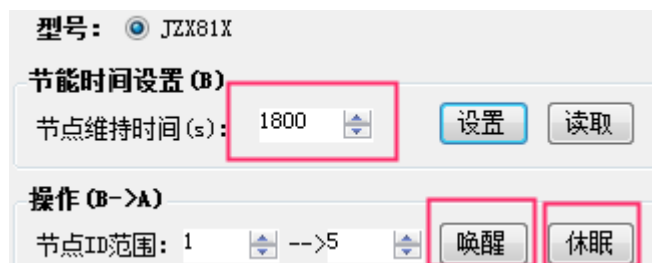 型号: JZX81X
节能时间设置(B)
节点维持时间(s): 1800 设置 读取
操作(B->A)
节点ID范围: 1 -->5 唤醒 休眠